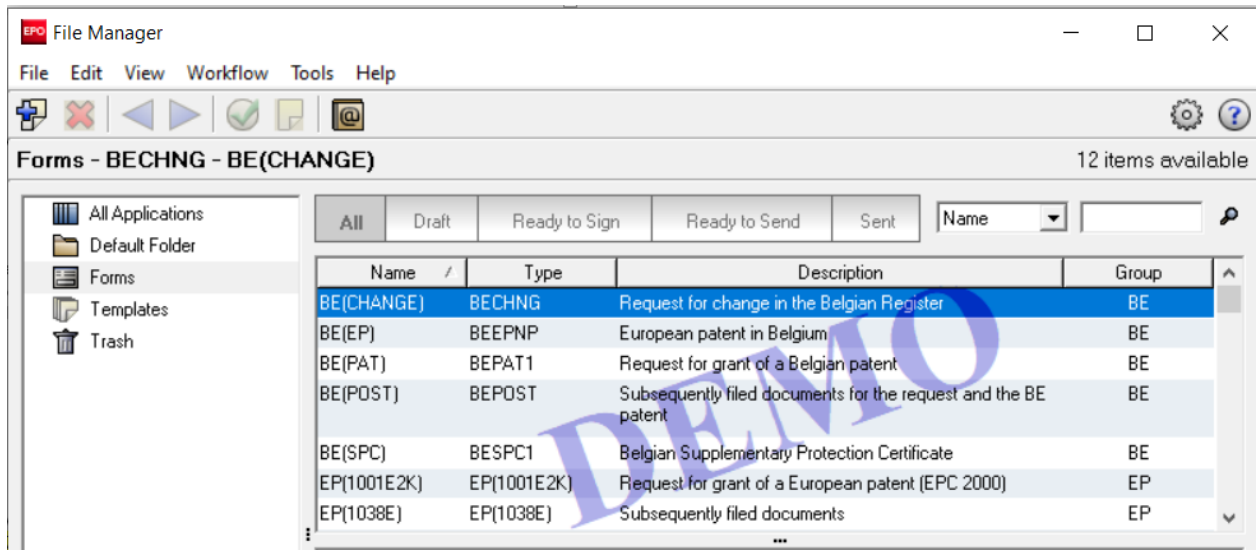 EPO File Manager
File Edit View Workflow Tools Help
@ ?
Forms - BECHNG - BE(CHANGE) 12 items available
All Applications
Default Folder
Forms
Templates
Trash
All Draft Ready to Sign Ready to Send Sent Name
Name Type Description Group
BE(CHANGE) BECHNG Request for change in the Belgian Register BE
BE(EP) BEEPNP European patent in Belgium BE
BE(PAT) BEPAT1 Request for grant of a Belgian patent BE
BE(POST) BEPOST Subsequently filed documents for the request and the BE patent BE
BE(SPC) BESPC1 Belgian Supplementary Protection Certificate BE
EP(1001E2K) EP(1001E2K) Request for grant of a European patent (EPC 2000) EP
EP(1038E) EP(1038E) Subsequently filed documents EP
DEMO